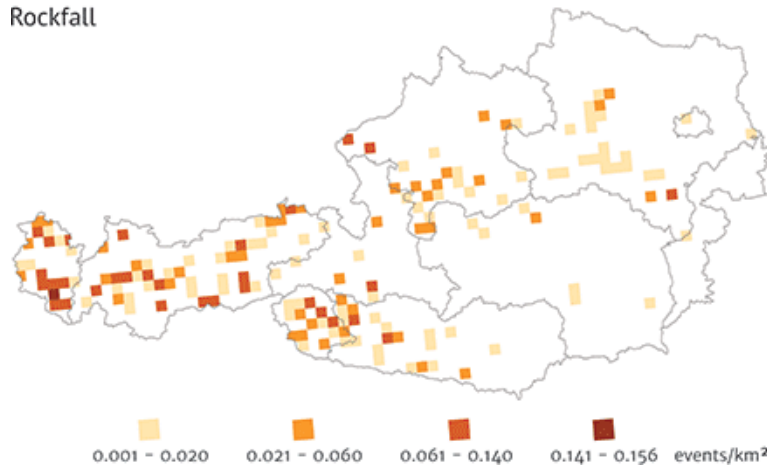 Rockfall
0.001 – 0.020 0.021 – 0.060 0.061 – 0.140 0.141 – 0.156 events/km²